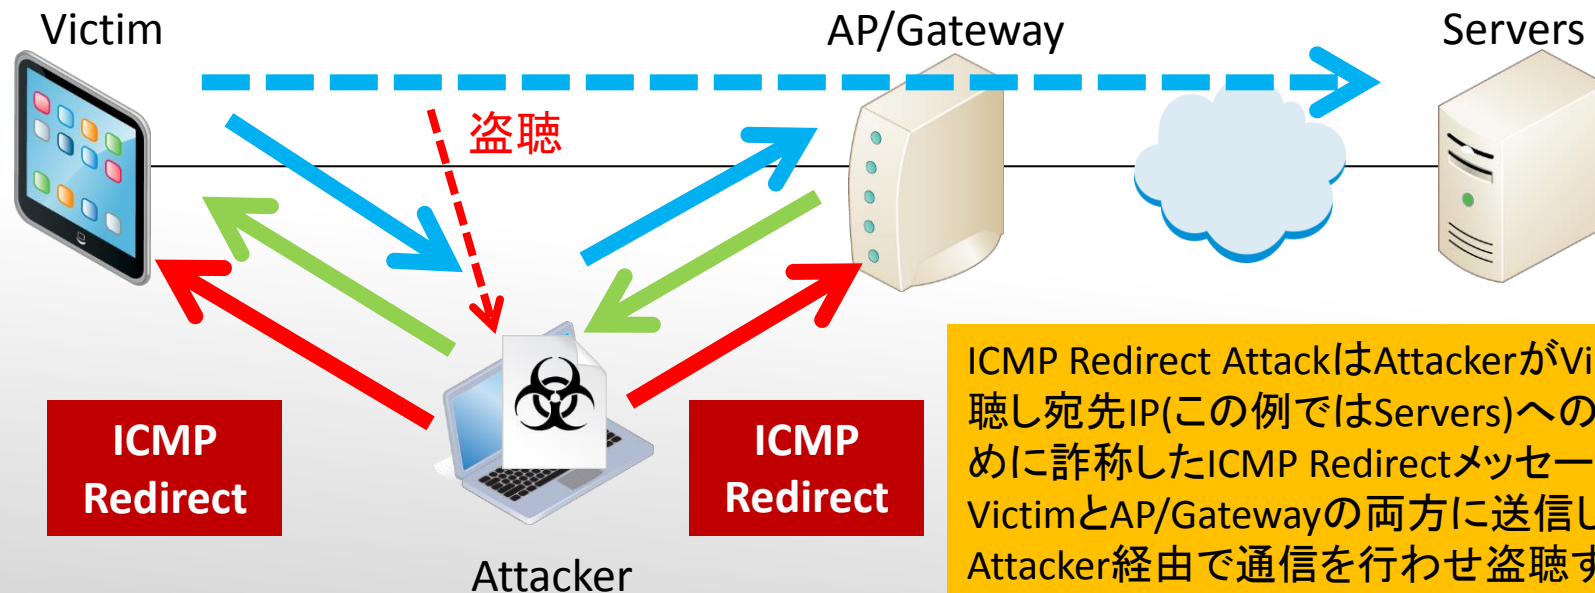 Victim
AP/Gateway
Servers
盗聴
ICMP
Redirect
ICMP
Redirect
Attacker
ICMP Redirect AttackはAttackerがVi
聴し宛先IP(この例ではServers)への
めに詐称したICMP Redirectメッセー
VictimとAP/Gatewayの両方に送信し
Attacker経由で通信を行わせ盗聴す